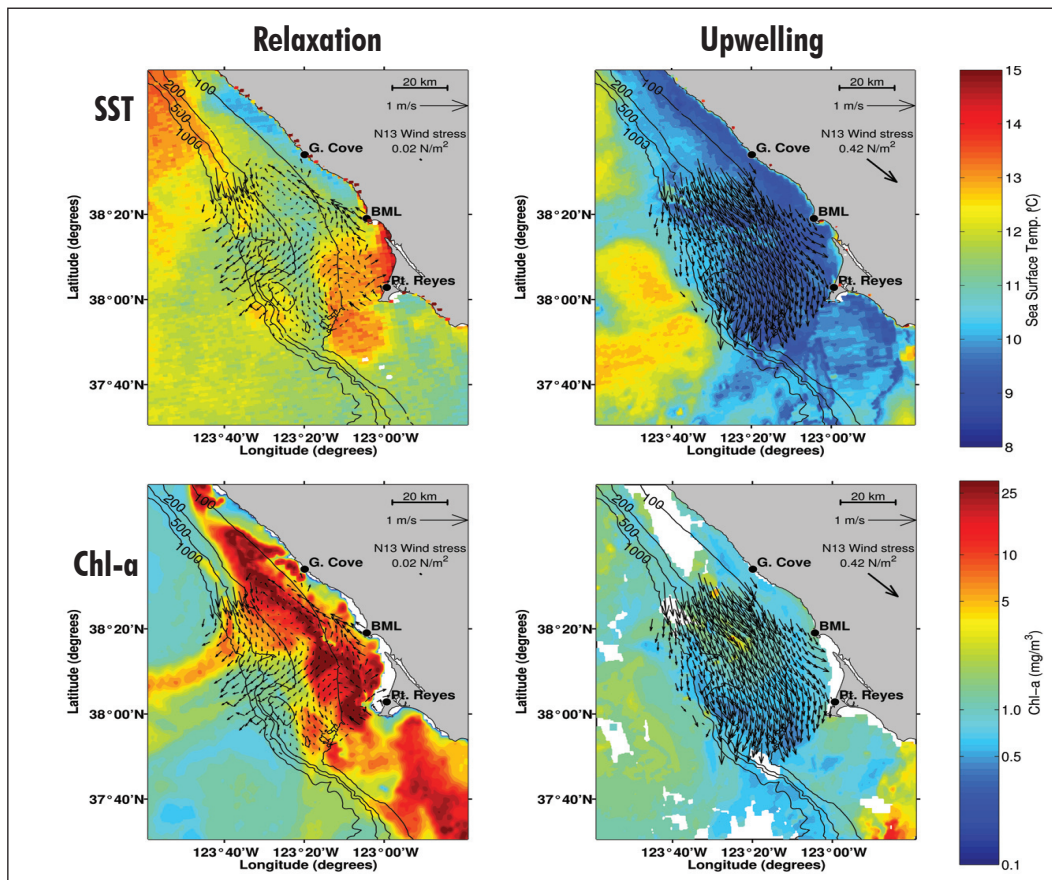 Relaxation
Upwelling
SST
200
100
500
1000
20 km
1 m/s
N13 Wind stress
0.02 N/m²
G. Cove
BML
Pt. Reyes
38°20'N
38°00'N
37°40'N
Latitude (degrees)
123°40'W 123°20'W 123°00'W
Longitude (degrees)
200
100
500
1000
20 km
1 m/s
N13 Wind stress
0.42 N/m²
G. Cove
BML
Pt. Reyes
38°20'N
38°00'N
37°40'N
Latitude (degrees)
123°40'W 123°20'W 123°00'W
Longitude (degrees)
15
14
13
12
11
10
9
8
Sea Surface Temp. (°C)
Chl-a
200
100
500
1000
20 km
1 m/s
N13 Wind stress
0.02 N/m²
G. Cove
BML
Pt. Reyes
38°20'N
38°00'N
37°40'N
Latitude (degrees)
123°40'W 123°20'W 123°00'W
Longitude (degrees)
200
100
500
1000
20 km
1 m/s
N13 Wind stress
0.42 N/m²
G. Cove
BML
Pt. Reyes
38°20'N
38°00'N
37°40'N
Latitude (degrees)
123°40'W 123°20'W 123°00'W
Longitude (degrees)
25
10
5
1.0
0.5
0.1
Chl–a (mg/m³)